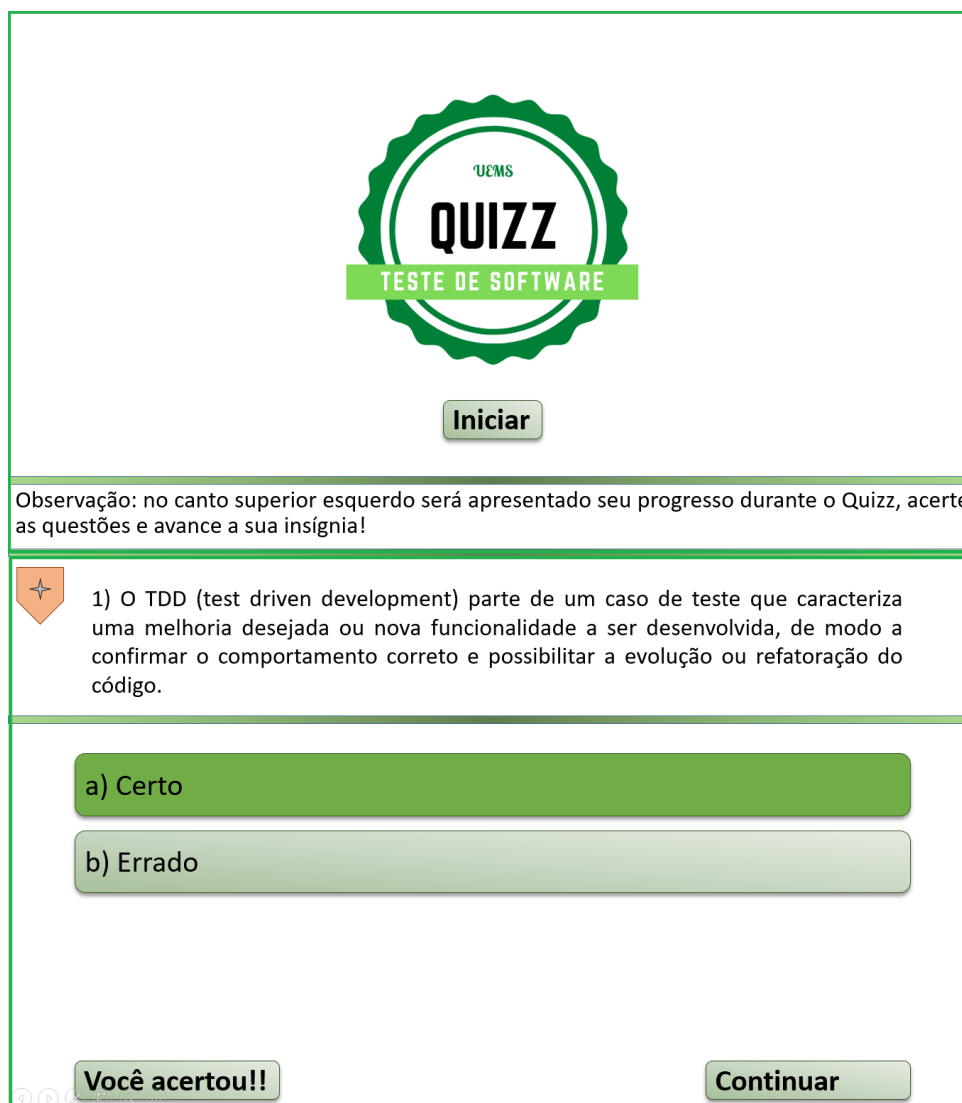 UEMS
QUIZZ
TESTE DE SOFTWARE
Iniciar
Observação: no canto superior esquerdo será apresentado seu progresso durante o Quizz, acerte
as questões e avance a sua insígnia!
1) O TDD (test driven development) parte de um caso de teste que caracteriza
uma melhoria desejada ou nova funcionalidade a ser desenvolvida, de modo a
confirmar o comportamento correto e possibilitar a evolução ou refatoração do
código.
a) Certo
b) Errado
Você acertou!!
Continuar